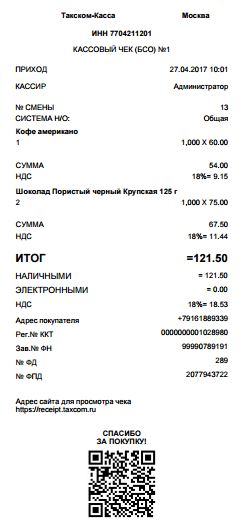 Такском-Касса Москва
ИНН 7704211201
КАССОВЫЙ ЧЕК (БСО) №1
ПРИХОД 27.04.2017 10:01
КАССИР Администратор
№ СМЕНЫ 13
СИСТЕМА Н/О: Общая
Кофе американо
1 1,000 X 60.00
СУММА 54.00
НДС 18%= 9.15
Шоколад Пористый черный Крупская 125 г
2 1,000 X 75.00
СУММА 67.50
НДС 18%= 11.44
ИТОГ =121.50
НАЛИЧНЫМИ = 121.50
ЭЛЕКТРОННЫМИ = 0.00
НДС 18%= 18.53
Адрес покупателя +79161889339
Рег.№ ККТ 0000000001028980
Зав.№ ФН 99990789191
№ ФД 289
№ ФПД 2077943722
Адрес сайта для просмотра чека
https://receipt.taxcom.ru
СПАСИБО
ЗА ПОКУПКУ!